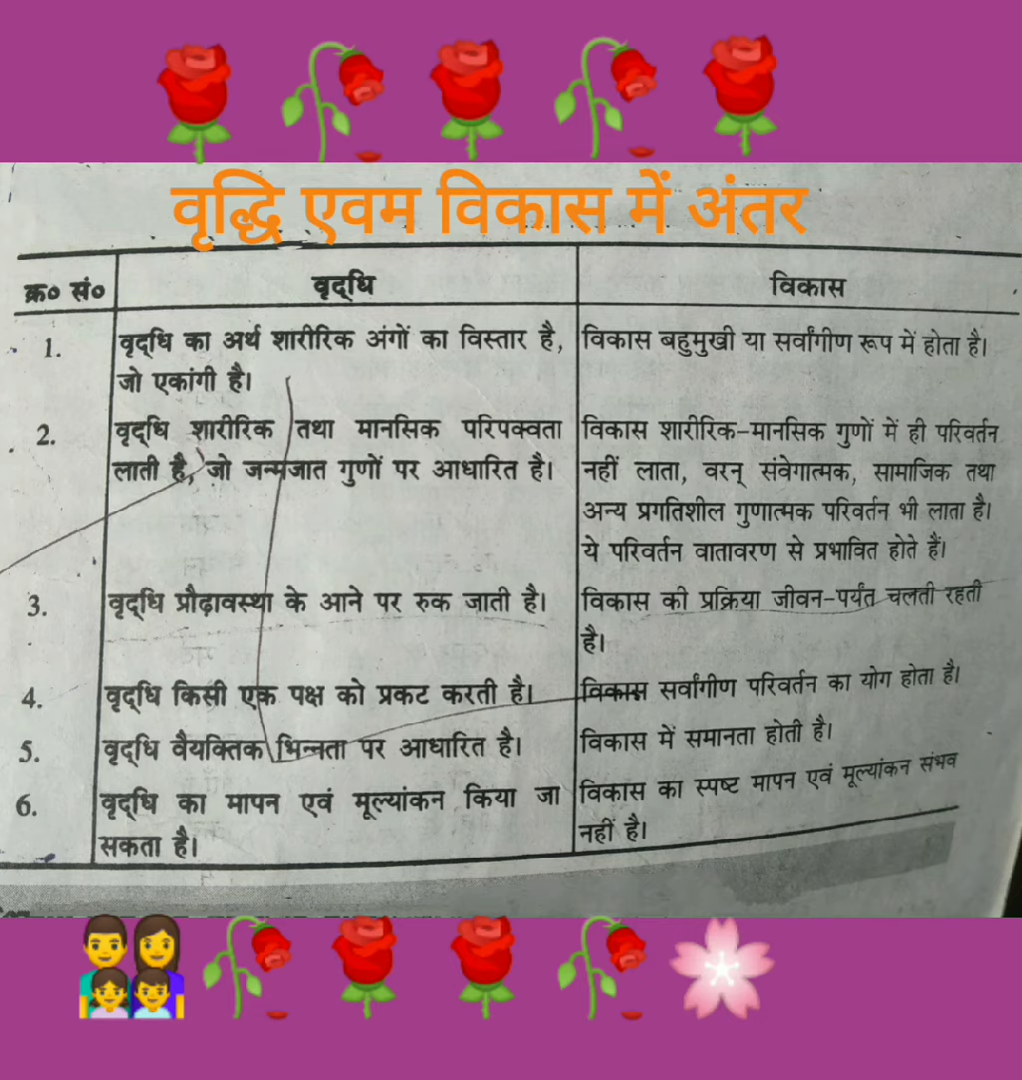 वृद्धि एवम विकास में अंतर
क्र० सं० वृद्धि विकास
1. वृद्धि का अर्थ शारीरिक अंगों का विस्तार है, विकास बहुमुखी या सर्वांगीण रूप में होता है।
जो एकांगी है।
2. वृद्धि शारीरिक तथा मानसिक परिपक्वता विकास शारीरिक-मानसिक गुणों में ही परिवर्तन
लाती है, जो जन्मजात गुणों पर आधारित है। नहीं लाता, वरन् संवेगात्मक, सामाजिक तथा
अन्य प्रगतिशील गुणात्मक परिवर्तन भी लाता है।
ये परिवर्तन वातावरण से प्रभावित होते हैं।
3. वृद्धि प्रौढ़ावस्था के आने पर रुक जाती है। विकास की प्रक्रिया जीवन-पर्यंत चलती रहती
है।
4. वृद्धि किसी एक पक्ष को प्रकट करती है। विकास सर्वांगीण परिवर्तन का योग होता है।
5. वृद्धि वैयक्तिक भिन्नता पर आधारित है। विकास में समानता होती है।
6. वृद्धि का मापन एवं मूल्यांकन किया जा विकास का स्पष्ट मापन एवं मूल्यांकन संभव
सकता है। नहीं है।